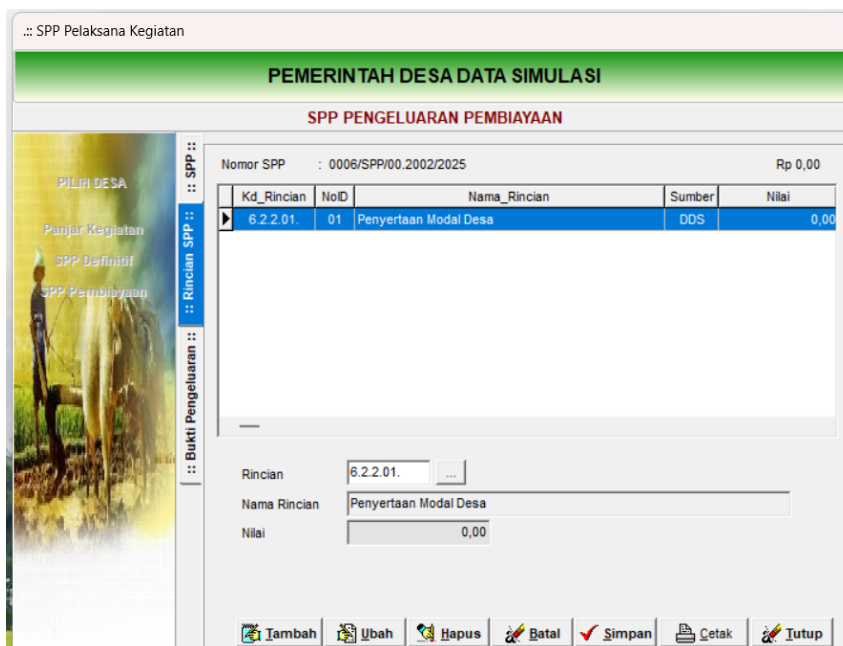 .:: SPP Pelaksana Kegiatan
PEMERINTAH DESA DATA SIMULASI
SPP PENGELUARAN PEMBIAYAAN
PILIH DESA
Panjar Kegiatan
SPP Definitif
SPP Pembiayaan
:: SPP ::
:: Rincian SPP ::
:: Bukti Pengeluaran ::
Nomor SPP : 0006/SPP/00.2002/2025 Rp 0,00
Kd_Rincian NoID Nama_Rincian Sumber Nilai
6.2.2.01. 01 Penyertaan Modal Desa DDS 0,00
Rincian 6.2.2.01. ...
Nama Rincian Penyertaan Modal Desa
Nilai 0,00
Tambah Ubah Hapus Batal Simpan Cetak Tutup